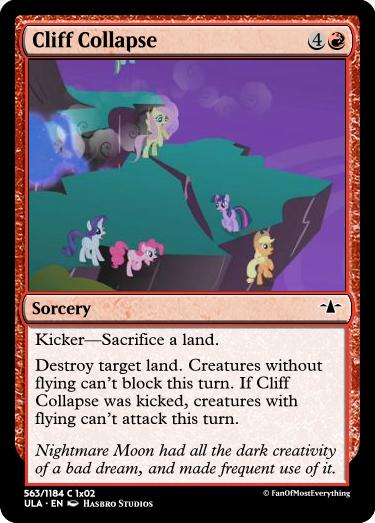 Cliff Collapse 4
Sorcery
Kicker—Sacrifice a land.
Destroy target land. Creatures without
flying can't block this turn. If Cliff
Collapse was kicked, creatures with
flying can't attack this turn.
Nightmare Moon had all the dark creativity
of a bad dream, and made frequent use of it.
563/1184 C 1x02
ULA • EN HASBRO STUDIOS
© FanOfMostEverything